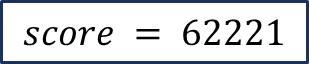 score = 62221